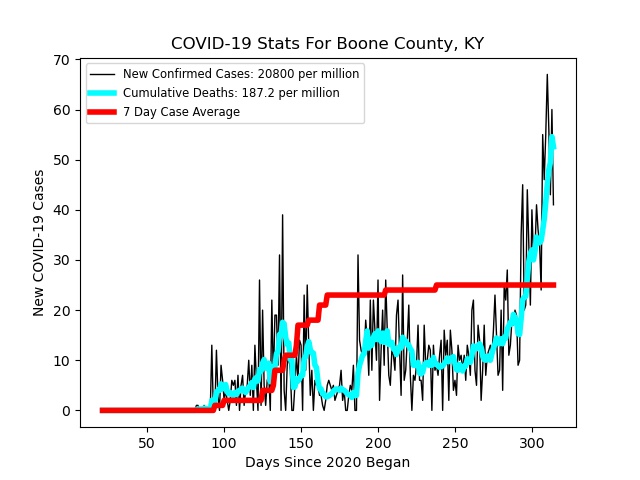 COVID-19 Stats For Boone County, KY
New Confirmed Cases: 20800 per million
Cumulative Deaths: 187.2 per million
7 Day Case Average
New COVID-19 Cases
70
60
50
40
30
20
10
0
50 100 150 200 250 300
Days Since 2020 Began